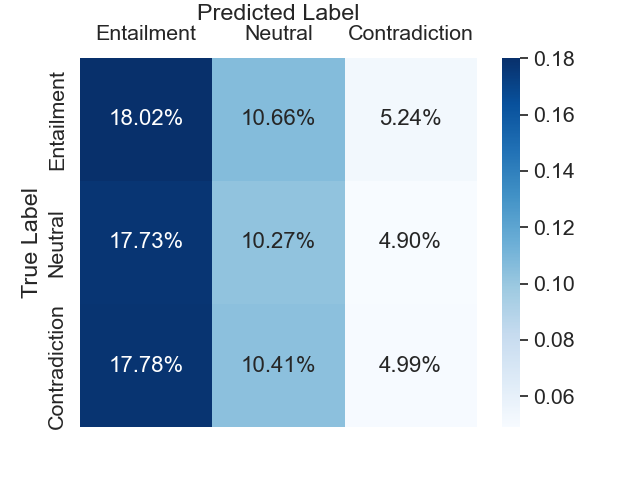 Predicted Label
Entailment Neutral Contradiction
True Label
Entailment 18.02% 10.66% 5.24%
Neutral 17.73% 10.27% 4.90%
Contradiction 17.78% 10.41% 4.99%
0.18
0.16
0.14
0.12
0.10
0.08
0.06